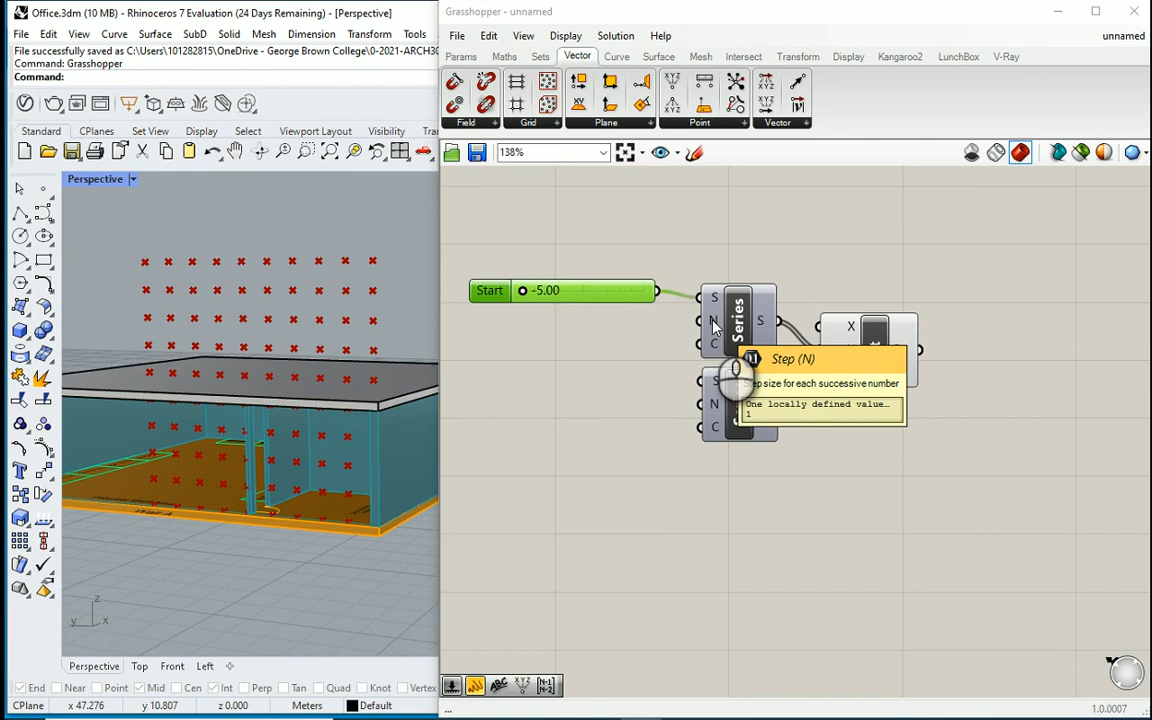 Office.3dm (10 MB) - Rhinoceros 7 Evaluation (24 Days Remaining) - [Perspective]
File Edit View Curve Surface SubD Solid Mesh Dimension Transform Tools
File successfully saved as C:\Users\101282815\OneDrive - George Brown College\0-2021-ARCH30
Command: Grasshopper
Command:
Standard CPlanes Set View Display Select Viewport Layout Visibility Tra
Perspective
z
y x
Perspective Top Front Left
End Near Point Mid Cen Int Perp Tan Quad Knot Vertex
CPlane x 47.276 y 10.807 z 0.000 Meters Default
Grasshopper - unnamed
File Edit View Display Solution Help unnamed
Params Maths Sets Vector Curve Surface Mesh Intersect Transform Display Kangaroo2 LunchBox V-Ray
Field Grid Plane Point Vector
138%
Start -5.00
S
N
C
Series
S
X
Step (N)
Step size for each successive number
One locally defined value...
1
S
N
C
...
1.0.0007